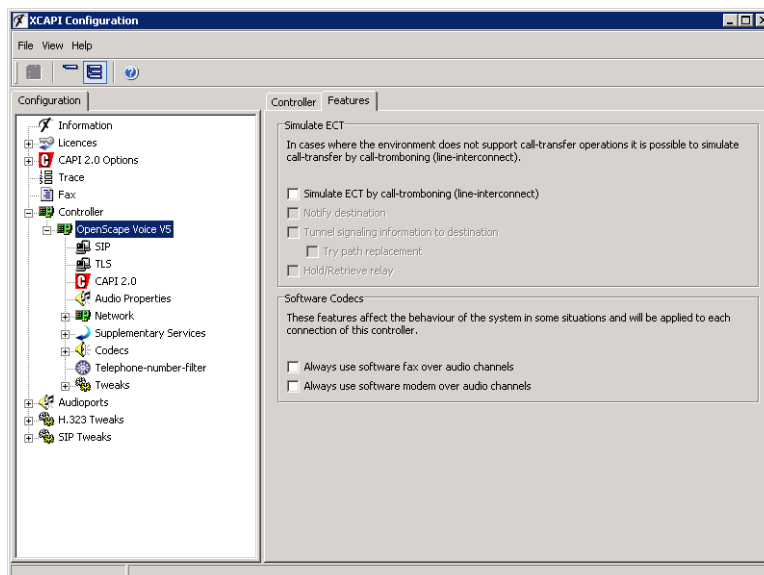 XCAPI Configuration
File View Help
Configuration
Information
Licences
CAPI 2.0 Options
Trace
Fax
Controller
OpenScape Voice V5
SIP
TLS
CAPI 2.0
Audio Properties
Network
Supplementary Services
Codecs
Telephone-number-filter
Tweaks
Audioports
H.323 Tweaks
SIP Tweaks
Controller Features
Simulate ECT
In cases where the environment does not support call-transfer operations it is possible to simulate
call-transfer by call-tromboning (line-interconnect).
Simulate ECT by call-tromboning (line-interconnect)
Notify destination
Tunnel signaling information to destination
Try path replacement
Hold/Retrieve relay
Software Codecs
These features affect the behaviour of the system in some situations and will be applied to each
connection of this controller.
Always use software fax over audio channels
Always use software modem over audio channels